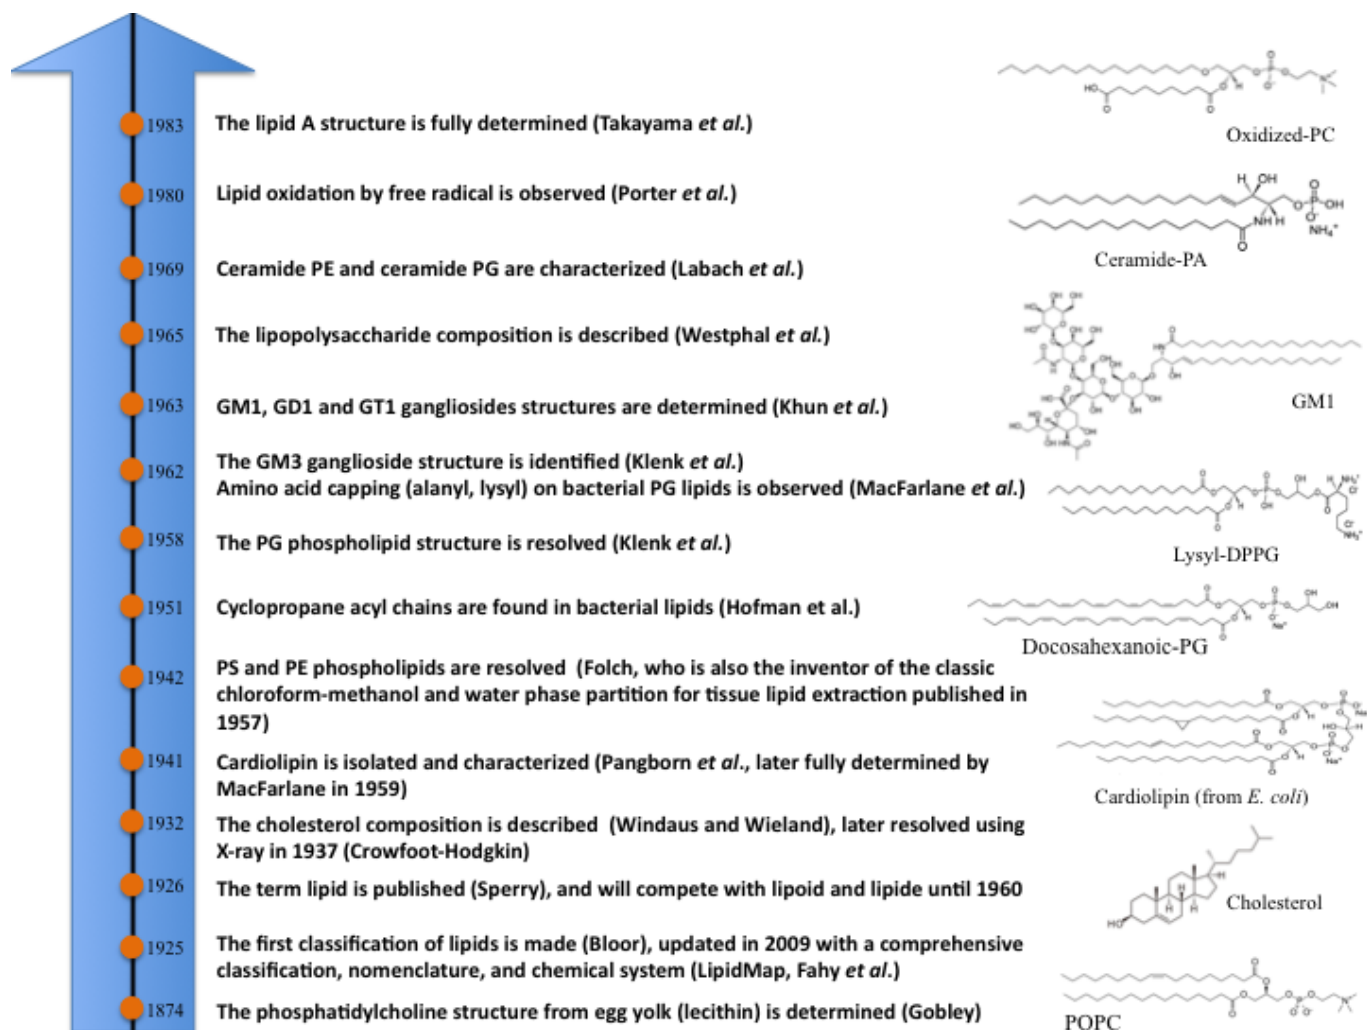 1983 The lipid A structure is fully determined (Takayama et al.)
Oxidized-PC
1980 Lipid oxidation by free radical is observed (Porter et al.)
1969 Ceramide PE and ceramide PG are characterized (Labach et al.)
Ceramide-PA
1965 The lipopolysaccharide composition is described (Westphal et al.)
1963 GM1, GD1 and GT1 gangliosides structures are determined (Khun et al.)
GM1
1962 The GM3 ganglioside structure is identified (Klenk et al.)
Amino acid capping (alanyl, lysyl) on bacterial PG lipids is observed (MacFarlane et al.)
1958 The PG phospholipid structure is resolved (Klenk et al.)
Lysyl-DPPG
1951 Cyclopropane acyl chains are found in bacterial lipids (Hofman et al.)
Docosahexanoic-PG
1942 PS and PE phospholipids are resolved (Folch, who is also the inventor of the classic
chloroform-methanol and water phase partition for tissue lipid extraction published in
1957)
1941 Cardiolipin is isolated and characterized (Pangborn et al., later fully determined by
MacFarlane in 1959)
Cardiolipin (from E. coli)
1932 The cholesterol composition is described (Windaus and Wieland), later resolved using
X-ray in 1937 (Crowfoot-Hodgkin)
1926 The term lipid is published (Sperry), and will compete with lipoid and lipide until 1960
Cholesterol
1925 The first classification of lipids is made (Bloor), updated in 2009 with a comprehensive
classification, nomenclature, and chemical system (LipidMap, Fahy et al.)
1874 The phosphatidylcholine structure from egg yolk (lecithin) is determined (Gobley)
POPC